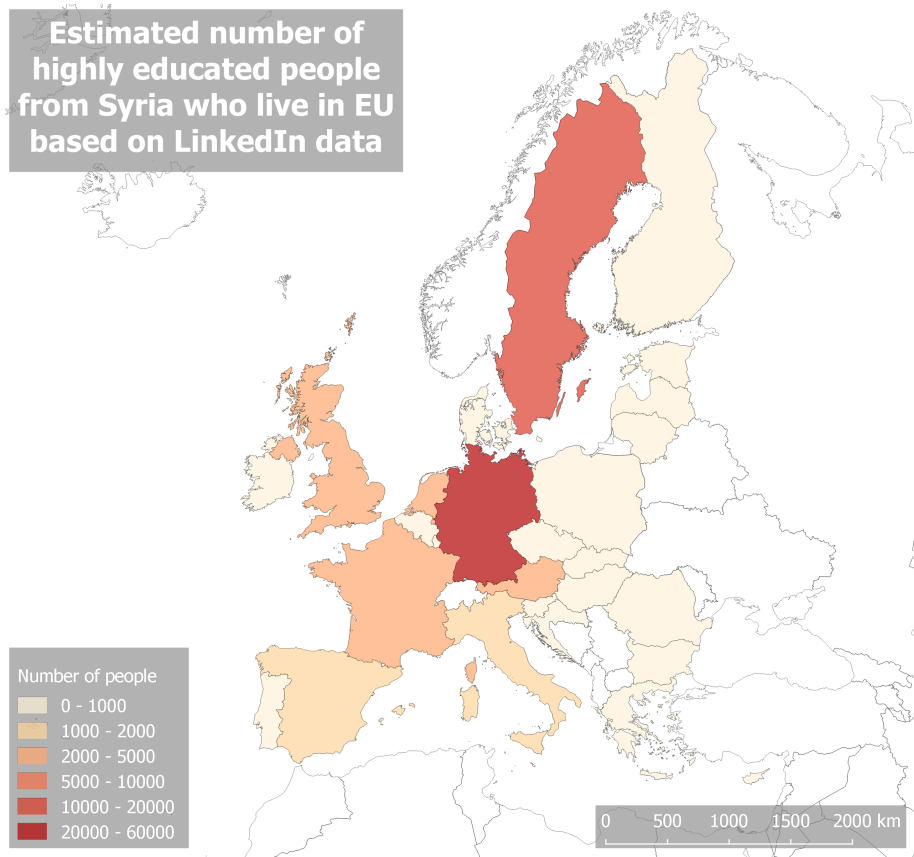 Estimated number of
highly educated people
from Syria who live in EU
based on LinkedIn data
Number of people
0 - 1000
1000 - 2000
2000 - 5000
5000 - 10000
10000 - 20000
20000 - 60000
0 500 1000 1500 2000 km